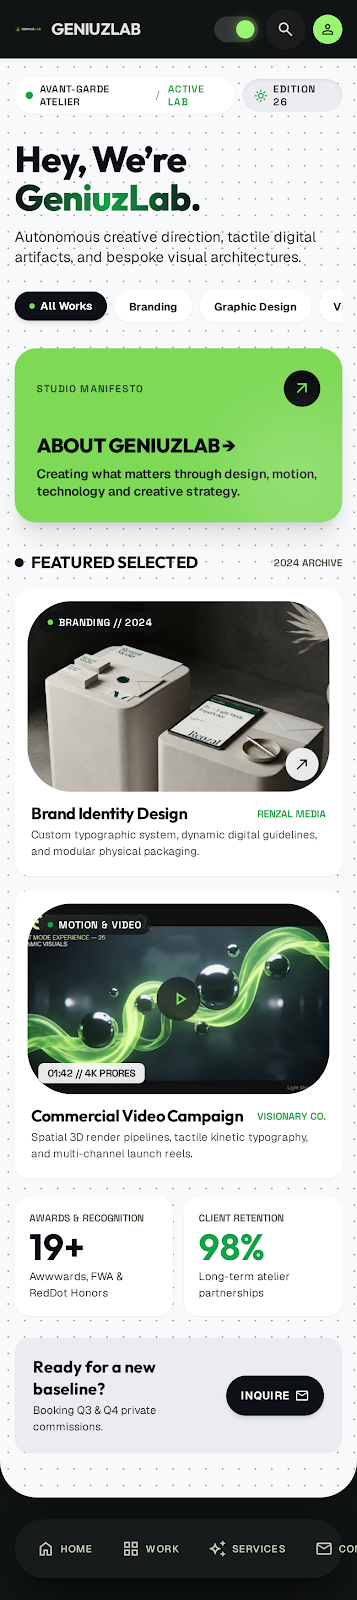 GENIUZLAB
AVANT-GARDE
ATELIER
/
ACTIVE
LAB
EDITION
26
Hey, We're
GeniuzLab.
Autonomous creative direction, tactile digital
artifacts, and bespoke visual architectures.
All Works
Branding
Graphic Design
STUDIO MANIFESTO
ABOUT GENIUZLAB→
Creating what matters through design, motion,
technology and creative strategy.
FEATURED SELECTED
2024 ARCHIVE
BRANDING // 2024
Renzal
Brand Identity Design
RENZAL MEDIA
Custom typographic system, dynamic digital guidelines,
and modular physical packaging.
MOTION & VIDEO
T MODE EXPERIENCE — 26
AMIC VISUALS
01:42 // 4K PRORES
Commercial Video Campaign
VISIONARY CO.
Spatial 3D render pipelines, tactile kinetic typography,
and multi-channel launch reels.
AWARDS & RECOGNITION
19+
Awwwards, FWA &
RedDot Honors
CLIENT RETENTION
98%
Long-term atelier
partnerships
Ready for a new
baseline?
Booking Q3 & Q4 private
commissions.
INQUIRE
HOME
WORK
SERVICES